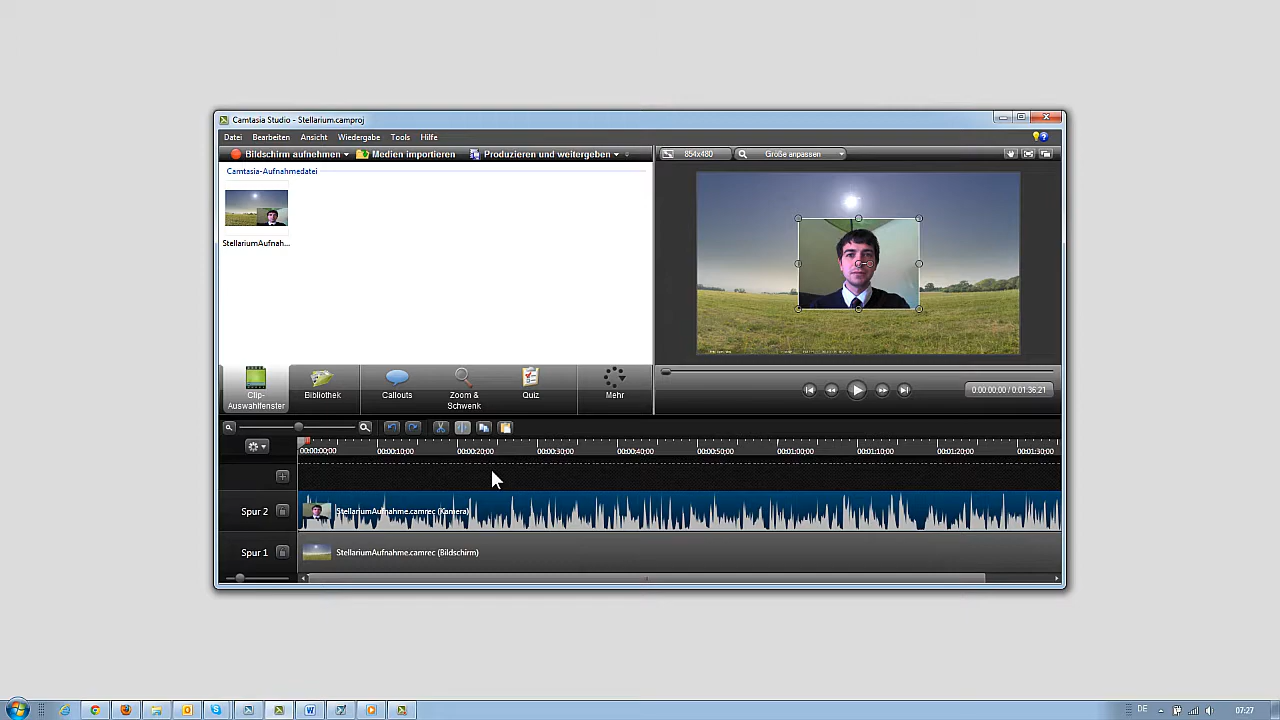 Camtasia Studio - Stellarium.camproj
Datei Bearbeiten Ansicht Wiedergabe Tools Hilfe
Bildschirm aufnehmen Medien importieren Produzieren und weitergeben
854x480 Größe anpassen
Camtasia-Aufnahmedatei
StellariumAufnah...
Clip-Auswahlfenster
Bibliothek
Callouts
Zoom & Schwenk
Quiz
Mehr
0:00:00;00 / 0:01:36;21
00:00:00;00 00:00:10;00 00:00:20;00 00:00:30;00 00:00:40;00 00:00:50;00 00:01:00;00 00:01:10;00 00:01:20;00 00:01:30;00
Spur 2 StellariumAufnahme.camrec (Kamera)
Spur 1 StellariumAufnahme.camrec (Bildschirm)
DE 07:27